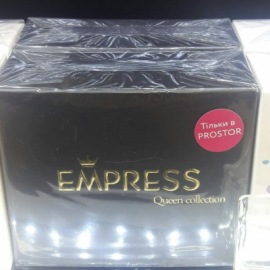 Тільки в
PROSTOR
EMPRESS
Queen collection